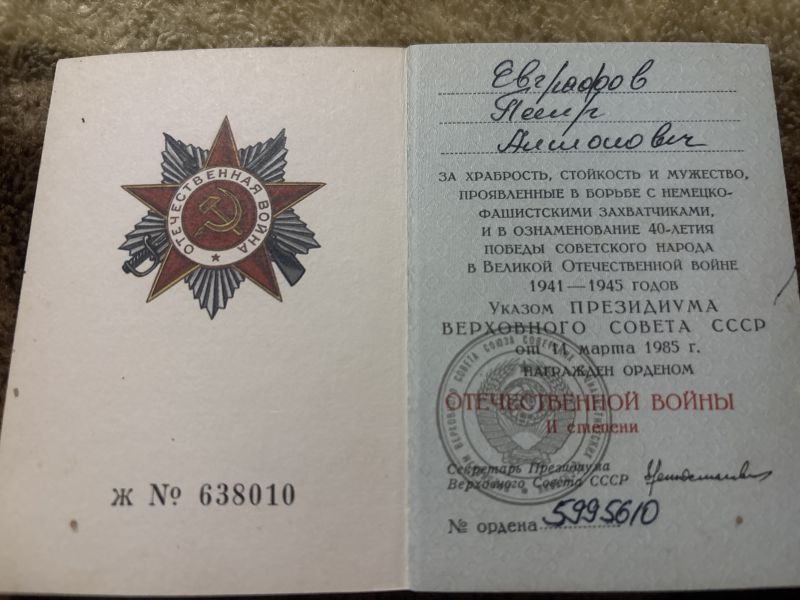 ОТЕЧЕСТВЕННАЯ ВОЙНА
Ж № 638010
Евграфов
Петр
Антонович
ЗА ХРАБРОСТЬ, СТОЙКОСТЬ И МУЖЕСТВО,
ПРОЯВЛЕННЫЕ В БОРЬБЕ С НЕМЕЦКО-
ФАШИСТСКИМИ ЗАХВАТЧИКАМИ,
И В ОЗНАМЕНОВАНИЕ 40-ЛЕТИЯ
ПОБЕДЫ СОВЕТСКОГО НАРОДА
В ВЕЛИКОЙ ОТЕЧЕСТВЕННОЙ ВОЙНЕ
1941—1945 ГОДОВ
УКАЗОМ ПРЕЗИДИУМА
ВЕРХОВНОГО СОВЕТА СССР
от 11 марта 1985 г.
НАГРАЖДЕН ОРДЕНОМ
ОТЕЧЕСТВЕННОЙ ВОЙНЫ
II степени
Секретарь Президиума
Верховного Совета СССР
№ ордена 5995610